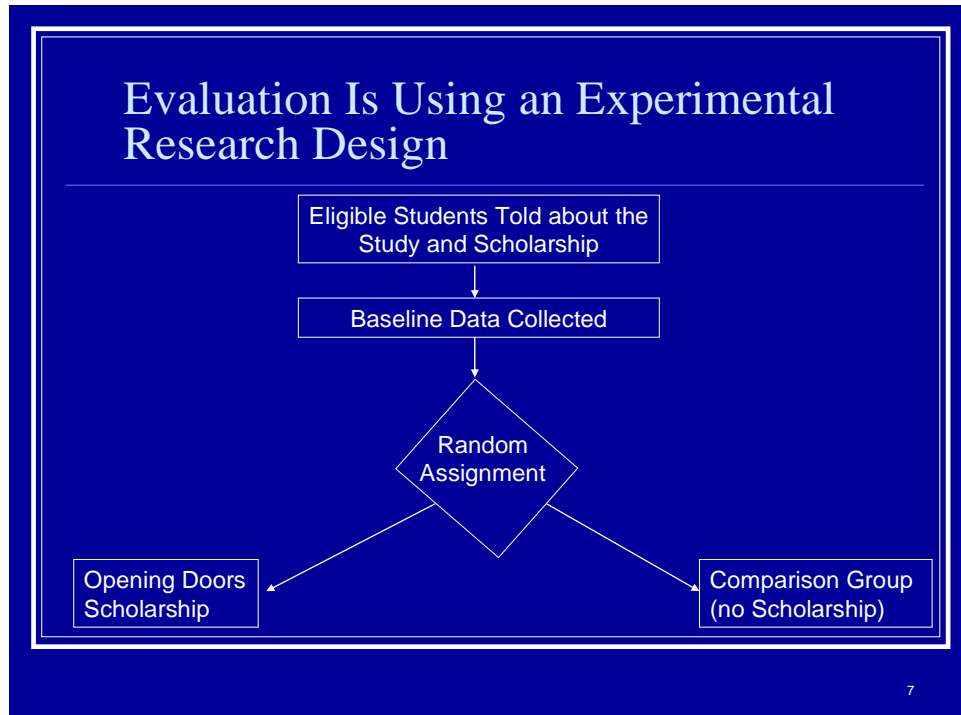 Evaluation Is Using an Experimental
Research Design
Eligible Students Told about the
Study and Scholarship
Baseline Data Collected
Random
Assignment
Opening Doors
Scholarship
Comparison Group
(no Scholarship)
7